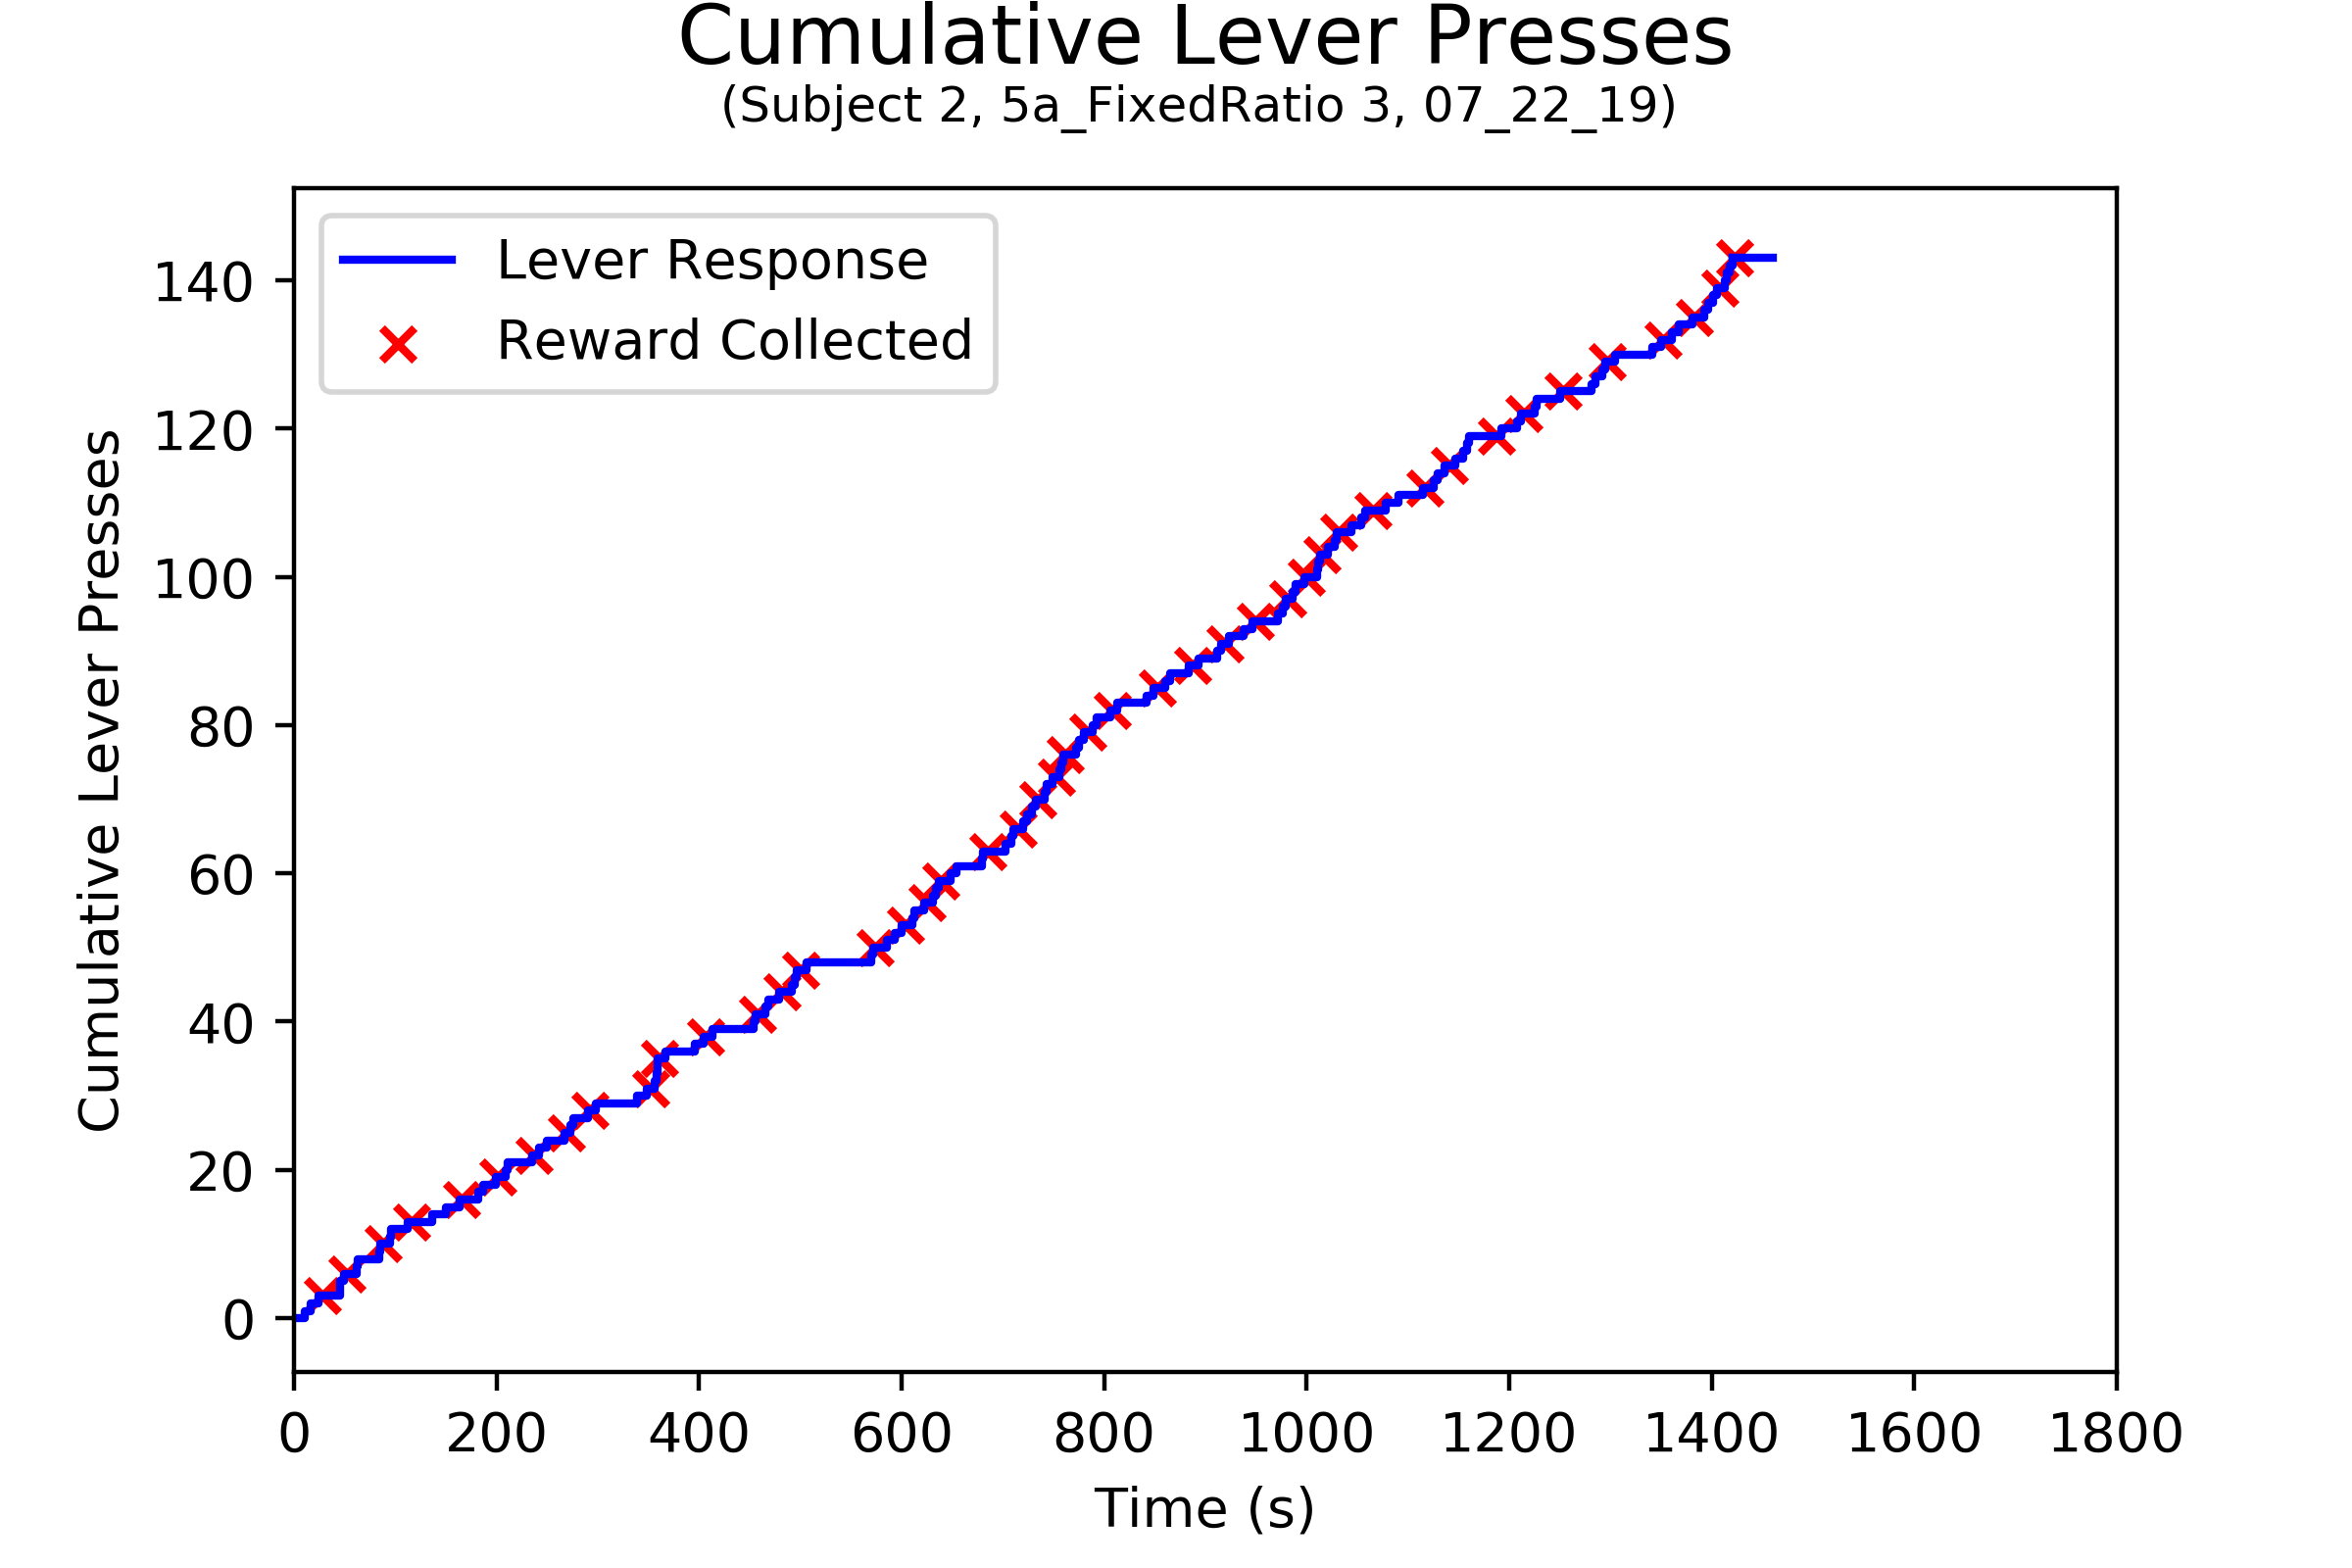 Cumulative Lever Presses
(Subject 2, 5a_FixedRatio 3, 07_22_19)
Lever Response
Reward Collected
Cumulative Lever Presses
140
120
100
80
60
40
20
0
0 200 400 600 800 1000 1200 1400 1600 1800
Time (s)